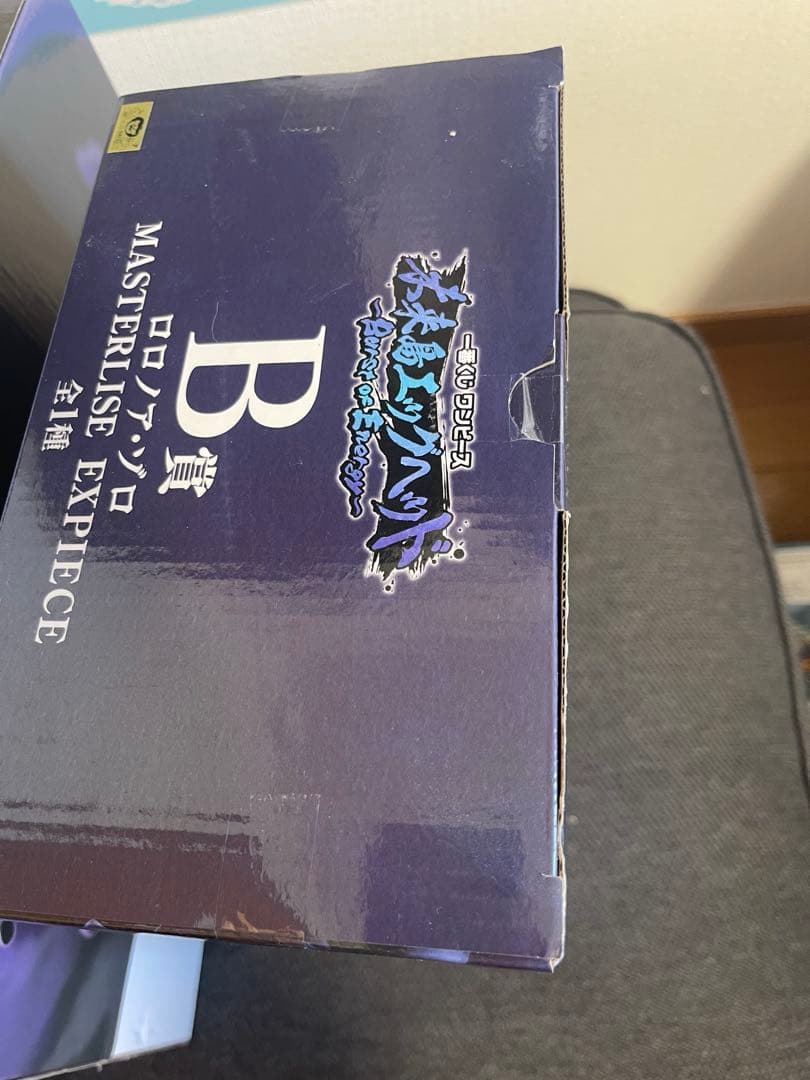 一番くじ ワンピース
未来島エッグヘッド
~Burst of Energy~
B賞
ロロノア・ゾロ
MASTERLISE EXPIECE
全1種